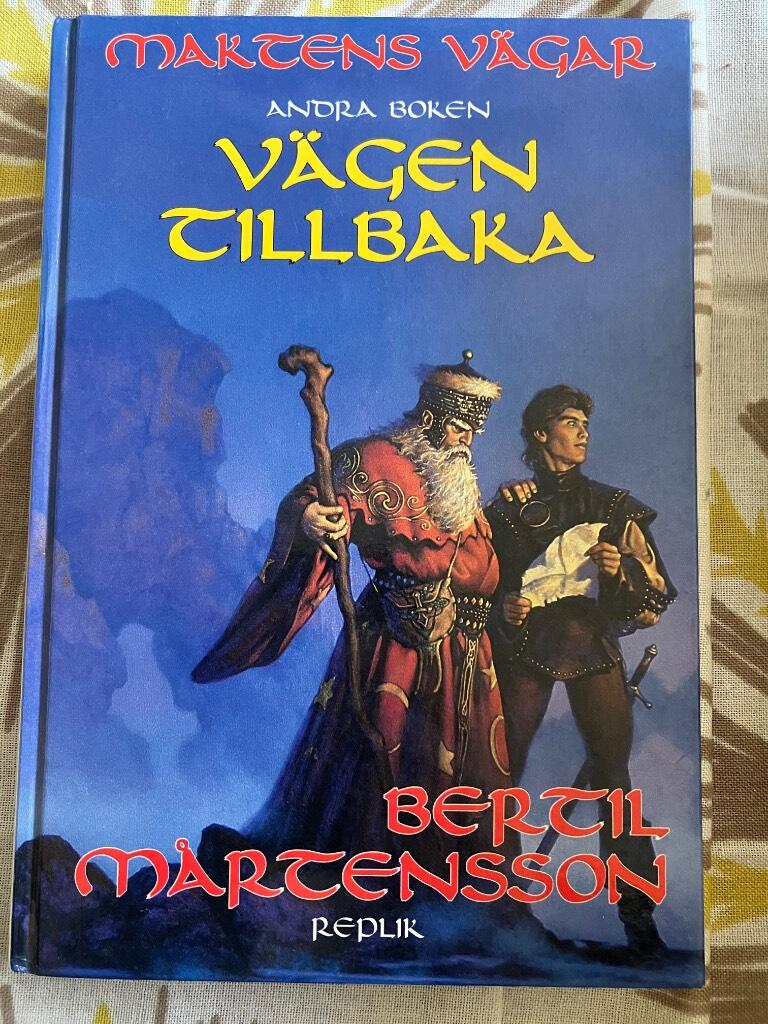 MAKTENS VÄGAR
ANDRA BOKEN
VÄGEN
TILLBAKA
BERTIL
MÅRTENSSON
REPLIK